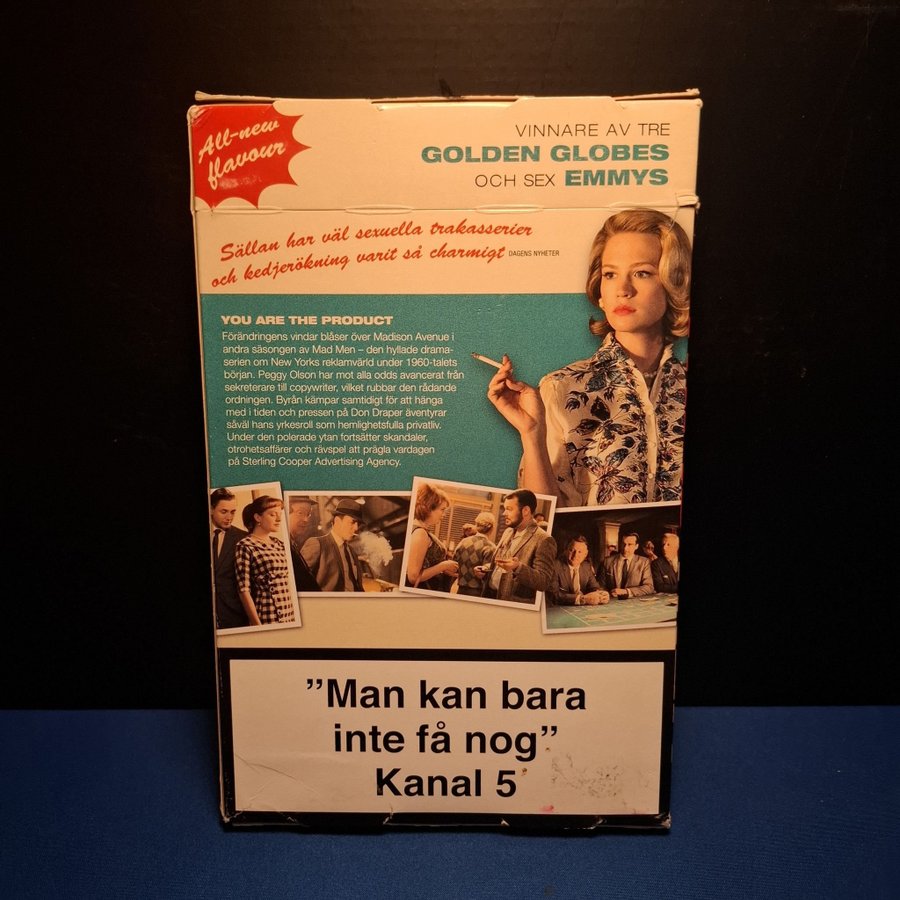 All-new
flavour
VINNARE AV TRE
GOLDEN GLOBES
OCH SEX EMMYS
Sällan har väl sexuella trakasserier
och kedjerökning varit så charmigt DAGENS NYHETER
YOU ARE THE PRODUCT
Förändringens vindar blåser över Madison Avenue i
andra säsongen av Mad Men – den hyllade drama-
serien om New Yorks reklamvärld under 1960-talets
början. Peggy Olson har mot alla odds avancerat från
sekreterare till copywriter, vilket rubbar den rådande
ordningen. Byrån kämpar samtidigt för att hänga
med i tiden och pressen på Don Draper äventyrar
såväl hans yrkesroll som hemlighetsfulla privatliv.
Under den polerade ytan fortsätter skandaler,
otrohetsaffärer och rävspel att prägla vardagen
på Sterling Cooper Advertising Agency.
”Man kan bara
inte få nog”
Kanal 5